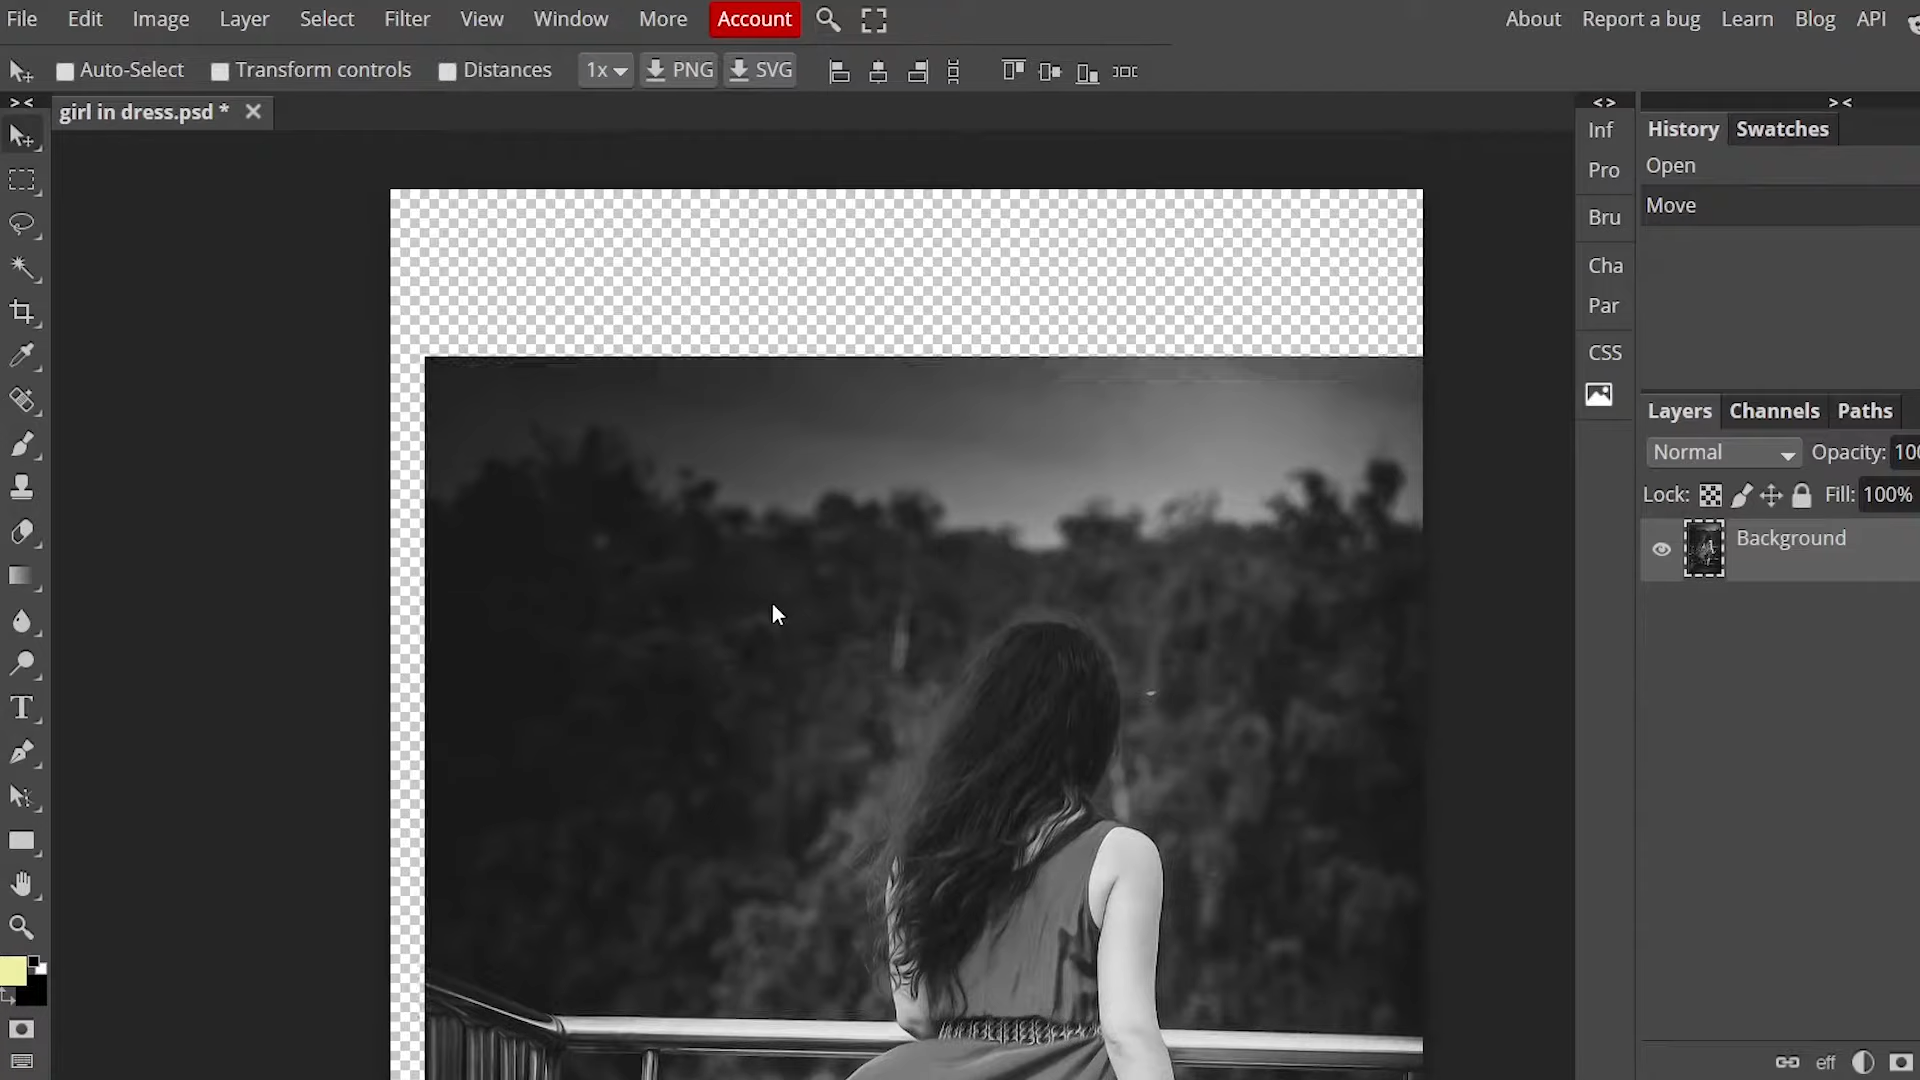 File Edit Image Layer Select Filter View Window More Account About Report a bug Learn Blog API
Auto-Select Transform controls Distances 1x PNG SVG
> < girl in dress.psd * < > > <
Inf History Swatches
Pro Open
Move
Bru
Cha
Par
CSS
Layers Channels Paths
Normal Opacity: 100
Lock: Fill: 100%
Background
T
eff